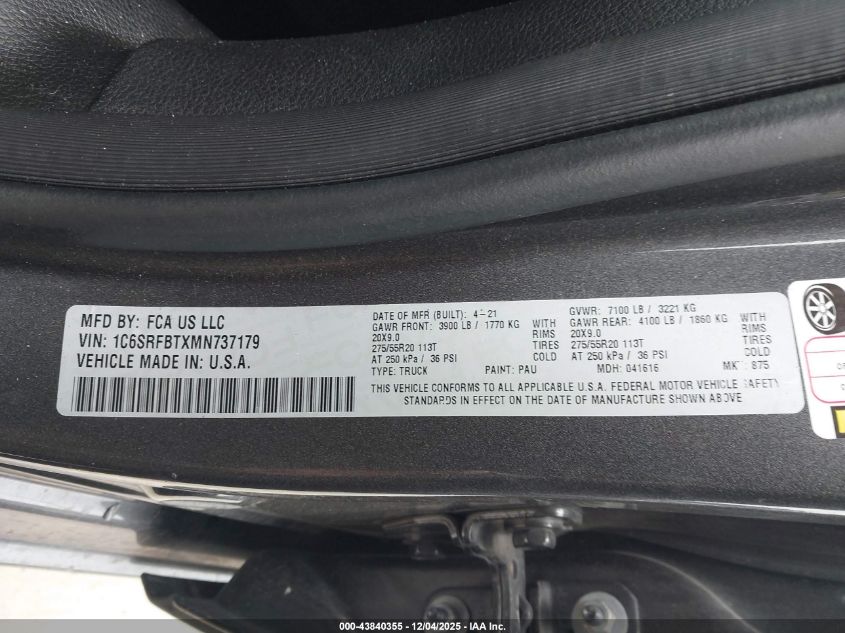 MFD BY: FCA US LLC
VIN: 1C6SRFBTXMN737179
VEHICLE MADE IN: U.S.A.
DATE OF MFR (BUILT): 4-21
GAWR FRONT: 3900 LB / 1770 KG WITH
20X9.0 RIMS
275/55R20 113T TIRES
AT 250 kPa / 36 PSI COLD
TYPE: TRUCK PAINT: PAU
GVWR: 7100 LB / 3221 KG
GAWR REAR: 4100 LB / 1860 KG WITH
20X9.0 RIMS
275/55R20 113T TIRES
AT 250 kPa / 36 PSI COLD
MDH: 041616 MKT: 875
THIS VEHICLE CONFORMS TO ALL APPLICABLE U.S.A. FEDERAL MOTOR VEHICLE SAFETY
STANDARDS IN EFFECT ON THE DATE OF MANUFACTURE SHOWN ABOVE
000-43840355 - 12/04/2025 - IAA, Inc.